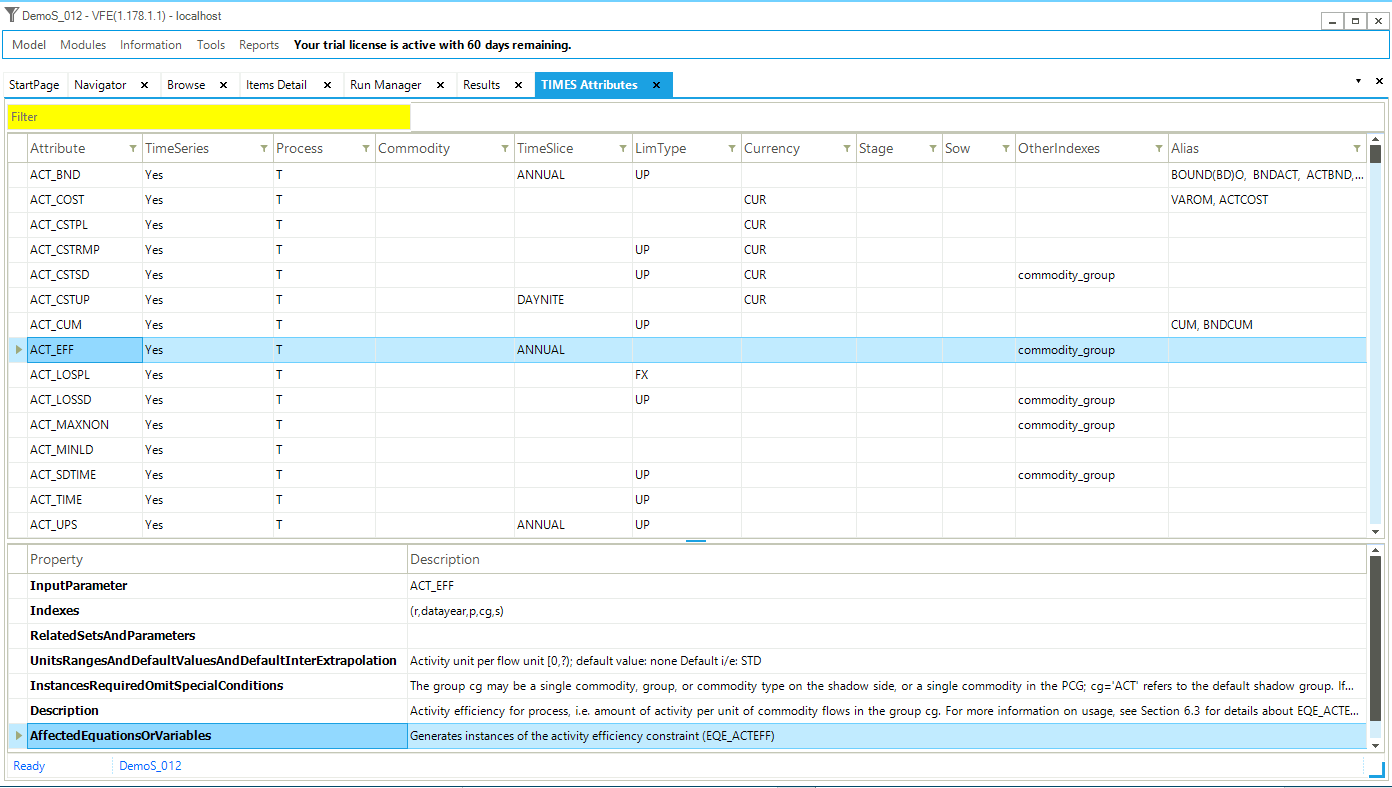 DemoS_012 - VFE(1.178.1.1) - localhost
Model Modules Information Tools Reports Your trial license is active with 60 days remaining.
StartPage Navigator Browse Items Detail Run Manager Results TIMES Attributes
Filter
Attribute TimeSeries Process Commodity TimeSlice LimType Currency Stage Sow OtherIndexes Alias
ACT_BND Yes T ANNUAL UP BOUND(BD)O, BNDACT, ACTBND,...
ACT_COST Yes T CUR VAROM, ACTCOST
ACT_CSTPL Yes T CUR
ACT_CSTRMP Yes T UP CUR
ACT_CSTSD Yes T UP CUR commodity_group
ACT_CSTUP Yes T DAYNITE CUR
ACT_CUM Yes T UP CUM, BNDCUM
ACT_EFF Yes T ANNUAL commodity_group
ACT_LOSPL Yes T FX
ACT_LOSSD Yes T UP commodity_group
ACT_MAXNON Yes T commodity_group
ACT_MINLD Yes T
ACT_SDTIME Yes T UP commodity_group
ACT_TIME Yes T UP
ACT_UPS Yes T ANNUAL UP
Property Description
InputParameter ACT_EFF
Indexes (r,datayear,p,cg,s)
RelatedSetsAndParameters
UnitsRangesAndDefaultValuesAndDefaultInterExtrapolation Activity unit per flow unit [0,?); default value: none Default i/e: STD
InstancesRequiredOmitSpecialConditions The group cg may be a single commodity, group, or commodity type on the shadow side, or a single commodity in the PCG; cg='ACT' refers to the default shadow group. If...
Description Activity efficiency for process, i.e. amount of activity per unit of commodity flows in the group cg. For more information on usage, see Section 6.3 for details about EQE_ACTE...
AffectedEquationsOrVariables Generates instances of the activity efficiency constraint (EQE_ACTEFF)
Ready DemoS_012